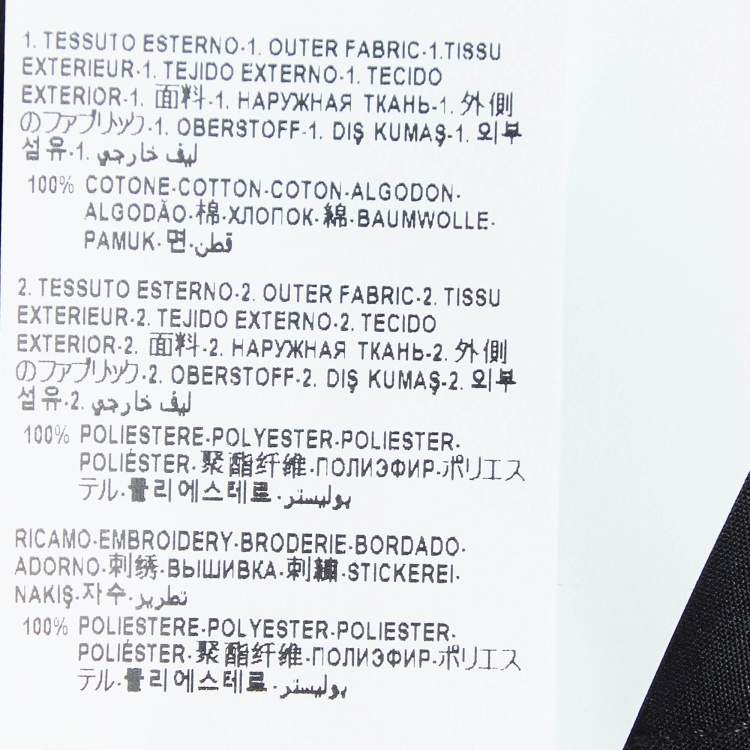 1. TESSUTO ESTERNO-1. OUTER FABRIC-1.TISSU
EXTERIEUR-1. TEJIDO EXTERNO-1. TECIDO
EXTERIOR-1. 面料-1. НАРУЖНАЯ ТКАНЬ-1. 外側
のファブリック-1. OBERSTOFF-1. DIŞ KUMAŞ-1. 외부
섬유-1. ليف خارجي
100% COTONE-COTTON-COTON-ALGODON-
ALGODÃO-棉-ХЛОПОК-綿-BAUMWOLLE-
PAMUK-면-قطن
2. TESSUTO ESTERNO-2. OUTER FABRIC-2. TISSU
EXTERIEUR-2. TEJIDO EXTERNO-2. TECIDO
EXTERIOR-2. 面料-2. НАРУЖНАЯ ТКАНЬ-2. 外側
のファブリック-2. OBERSTOFF-2. DIŞ KUMAŞ-2. 외부
섬유-2. ليف خارجي
100% POLIESTERE-POLYESTER-POLIESTER-
POLIÉSTER-聚酯纤维-ПОЛИЭФИР-ポリエス
テル-폴리에스테르-بوليستر
RICAMO-EMBROIDERY-BRODERIE-BORDADO-
ADORNO-刺绣-ВЫШИВКА-刺繍-STICKEREI-
NAKIŞ-자수-تطريز
100% POLIESTERE-POLYESTER-POLIESTER-
POLIÉSTER-聚酯纤维-ПОЛИЭФИР-ポリエス
テル-폴리에스테르-بوليستر